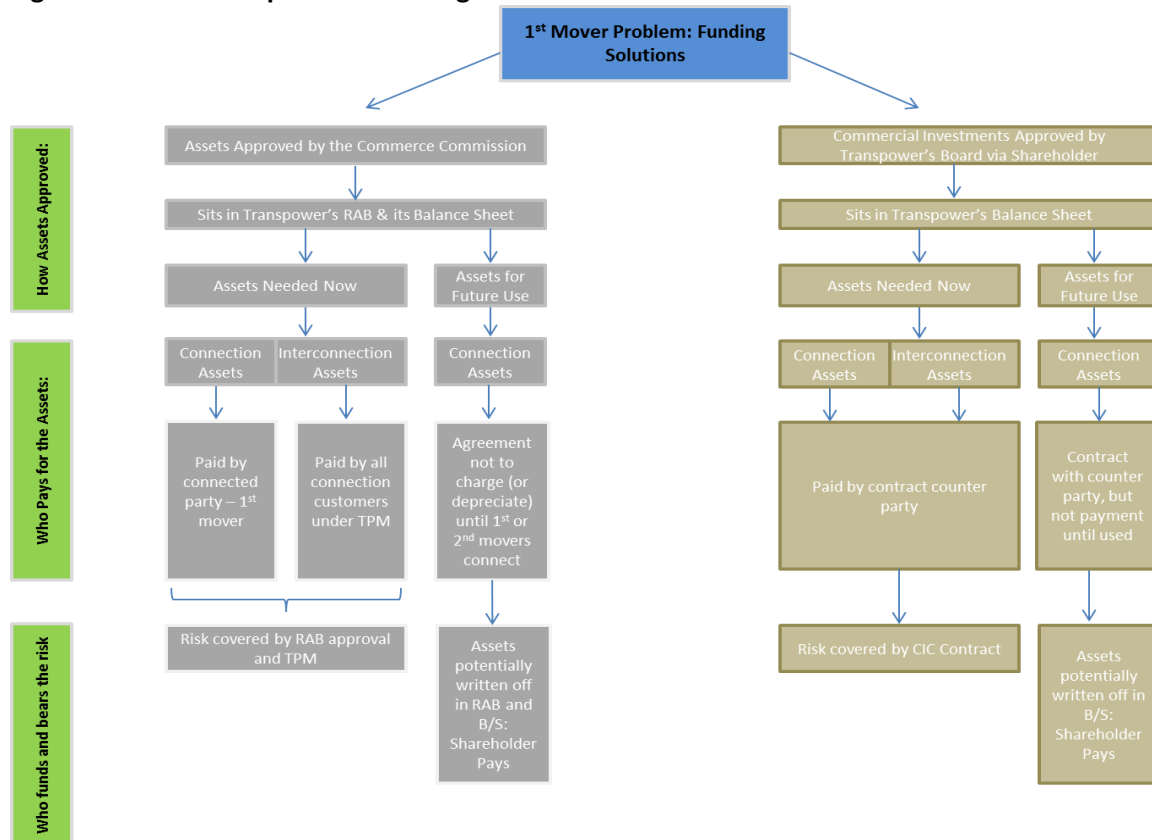 1st Mover Problem: Funding
Solutions
How Assets Approved:
Assets Approved by the Commerce Commission
Commercial Investments Approved by
Transpower's Board via Shareholder
Sits in Transpower's RAB & its Balance Sheet
Sits in Transpower's Balance Sheet
Assets Needed Now
Assets for
Future Use
Assets Needed Now
Assets for
Future Use
Who Pays for the Assets:
Connection
Assets
Interconnection
Assets
Connection
Assets
Connection
Assets
Interconnection
Assets
Connection
Assets
Paid by
connected
party – 1st
mover
Paid by all
connection
customers
under TPM
Agreement
not to
charge (or
depreciate)
until 1st or
2nd movers
connect
Paid by contract counter
party
Contract
with counter
party, but
not payment
until used
Who funds and bears the risk
Risk covered by RAB approval
and TPM
Assets
potentially
written off
in RAB and
B/S:
Shareholder
Pays
Risk covered by CIC Contract
Assets
potentially
written off in
B/S:
Shareholder
Pays